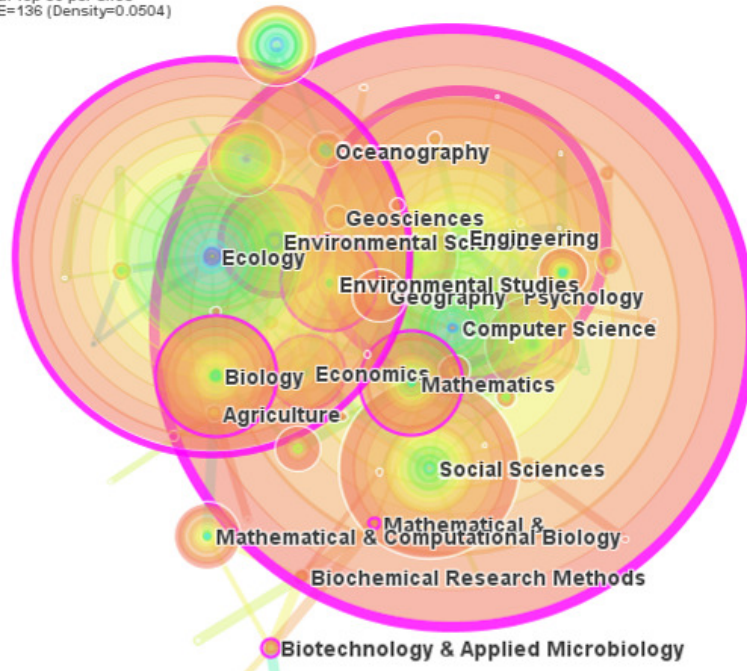 E=136 (Density=0.0504)
Oceanography
Geosciences
Environmental
Engineering
Ecology
Environmental Studies
Geography
Psychology
Computer Science
Biology
Economics
Mathematics
Agriculture
Social Sciences
Mathematical &
Mathematical & Computational Biology
Biochemical Research Methods
Biotechnology & Applied Microbiology